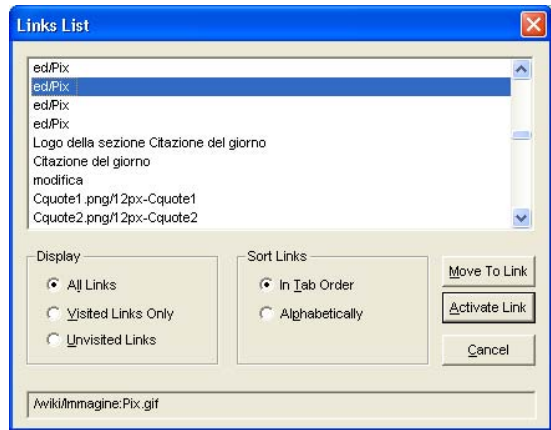 Links List
ed/Pix
ed/Pix
ed/Pix
ed/Pix
Logo della sezione Citazione del giorno
Citazione del giorno
modifica
Cquote1.png/12px-Cquote1
Cquote2.png/12px-Cquote2
Display
All Links
Visited Links Only
Unvisited Links
Sort Links
In Tab Order
Alphabetically
Move To Link
Activate Link
Cancel
/wiki/Immagine:Pix.gif